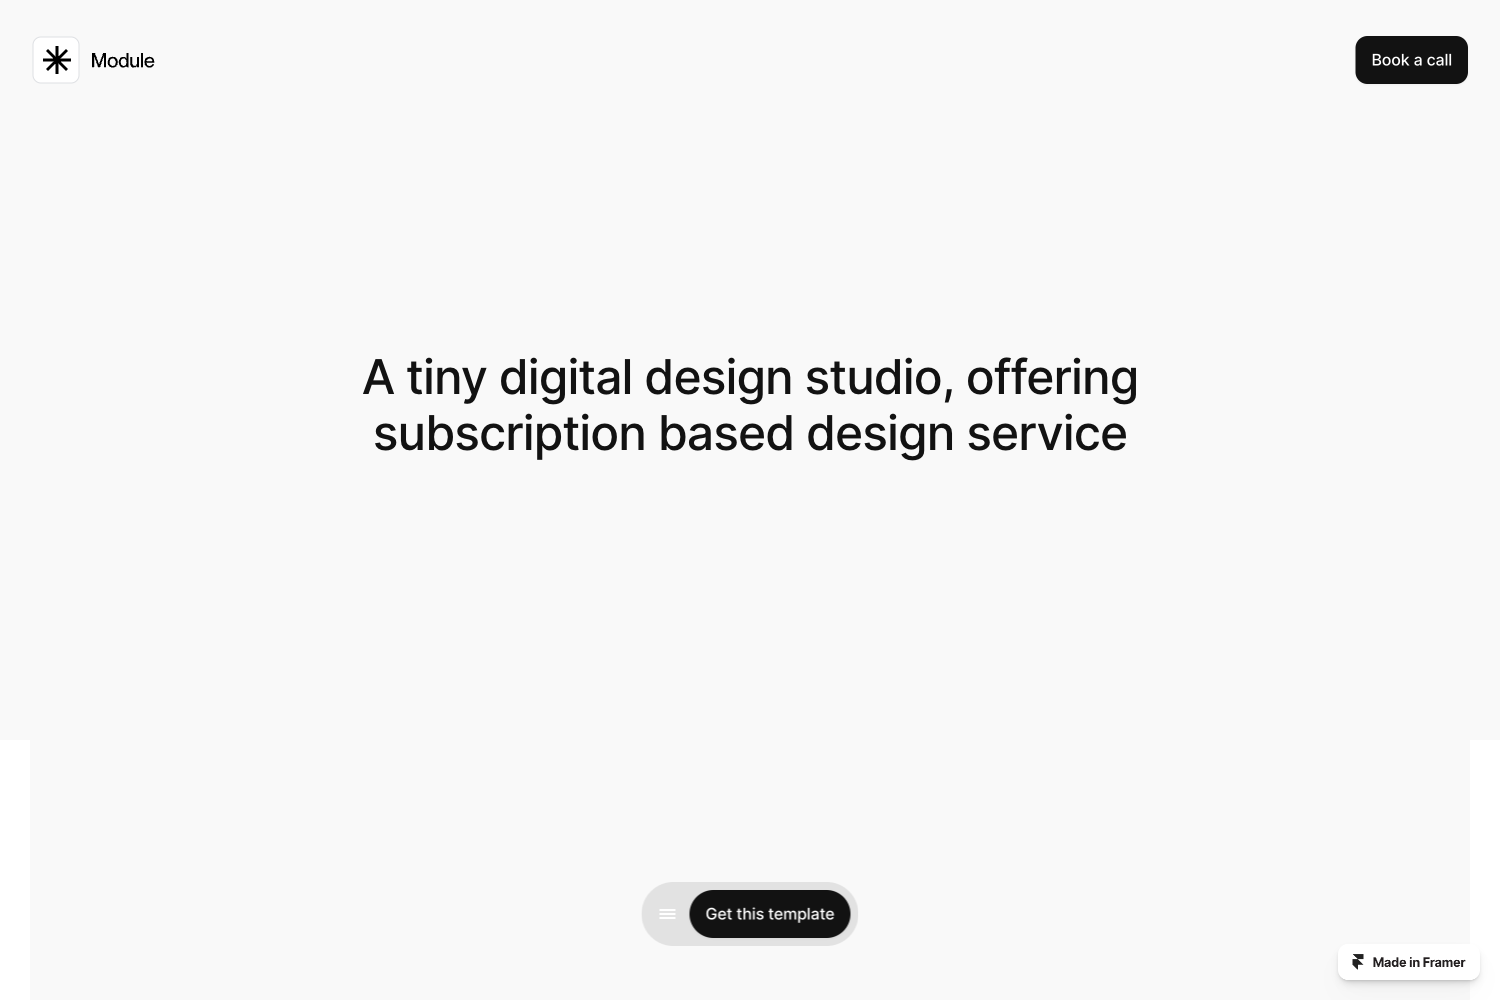 Module
Book a call
A tiny digital design studio, offering
subscription based design service
Get this template
Made in Framer